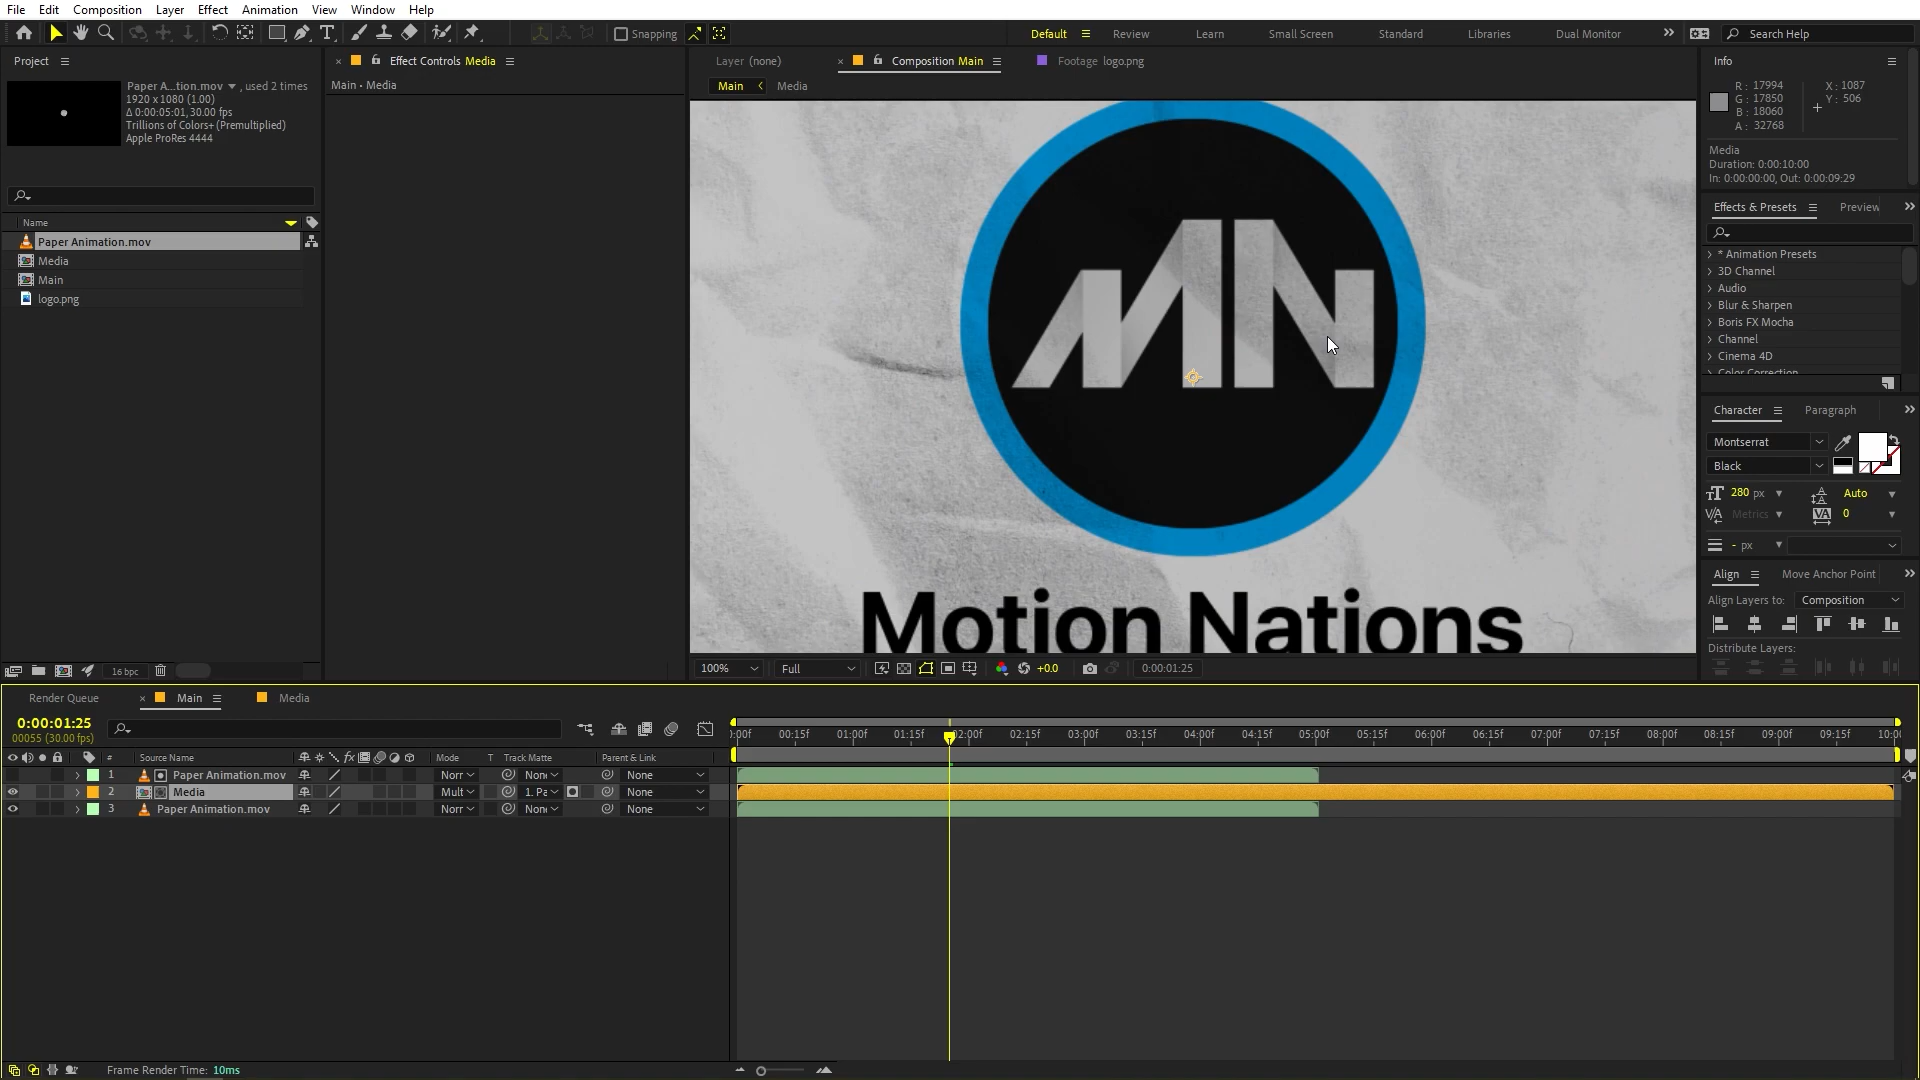 File Edit Composition Layer Effect Animation View Window Help
Snapping Default Review Learn Small Screen Standard Libraries Dual Monitor Search Help
Project
Paper A...tion.mov, used 2 times
1920 x 1080 (1.00)
Δ 0:00:05:01, 30.00 fps
Trillions of Colors+ (Premultiplied)
Apple ProRes 4444
Name
Paper Animation.mov
Media
Main
logo.png
16 bpc
Effect Controls Media
Main • Media
Layer (none) Composition Main Footage logo.png
Main Media
MN
Motion Nations
100% Full +0.0 0:00:01:25
Info
R: 17994 X: 1087
G: 17850 Y: 506
B: 18060
A: 32768
Media
Duration: 0:00:10:00
In: 0:00:00:00, Out: 0:00:09:29
Effects & Presets Preview
* Animation Presets
3D Channel
Audio
Blur & Sharpen
Boris FX Mocha
Channel
Cinema 4D
Color Correction
Character Paragraph
Montserrat
Black
280 px Auto
Metrics 0
- px
Align Move Anchor Point
Align Layers to: Composition
Distribute Layers:
Render Queue Main Media
0:00:01:25
00055 (30.00 fps)
:00f 00:15f 01:00f 01:15f 02:00f 02:15f 03:00f 03:15f 04:00f 04:15f 05:00f 05:15f 06:00f 06:15f 07:00f 07:15f 08:00f 08:15f 09:00f 09:15f 10:00
# Source Name Mode T Track Matte Parent & Link
1 Paper Animation.mov Norr None None
2 Media Mult 1. Pa None
3 Paper Animation.mov Norr None None
Frame Render Time: 10ms